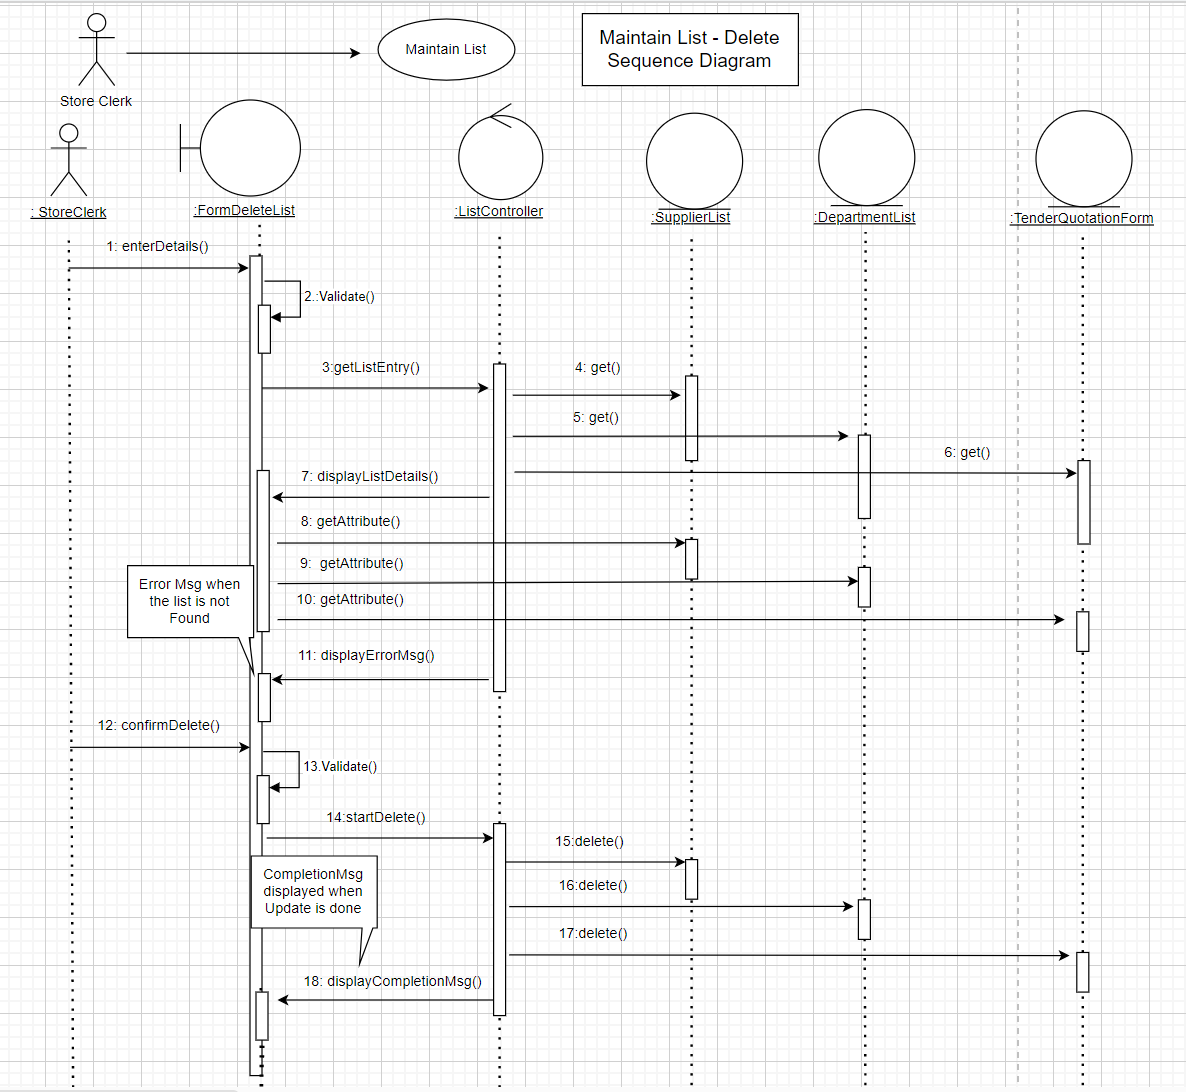 Maintain List
Maintain List - Delete
Sequence Diagram
Store Clerk
: StoreClerk
:FormDeleteList
:ListController
:SupplierList
:DepartmentList
:TenderQuotationForm
1: enterDetails()
2.:Validate()
3:getListEntry()
4: get()
5: get()
6: get()
7: displayListDetails()
8: getAttribute()
9:  getAttribute()
Error Msg when
the list is not
Found
10: getAttribute()
11: displayErrorMsg()
12: confirmDelete()
13.Validate()
14:startDelete()
15:delete()
CompletionMsg
displayed when
Update is done
16:delete()
17:delete()
18: displayCompletionMsg()